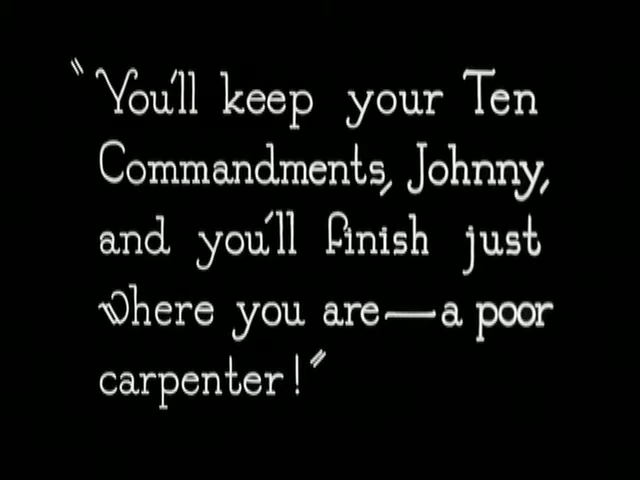 "You'll keep your Ten
Commandments, Johnny,
and you'll finish just
where you are—a poor
carpenter!"